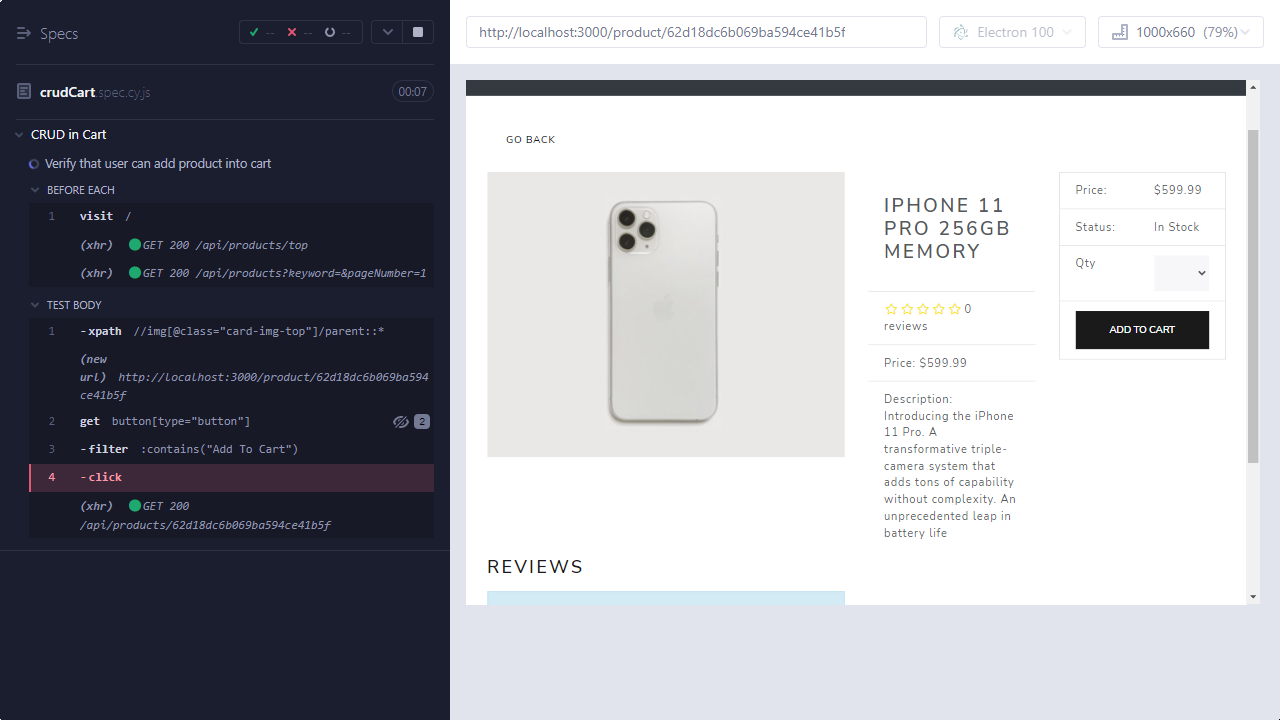 Specs
-- -- --
crudCart.spec.cy.js
00:07
CRUD in Cart
Verify that user can add product into cart
BEFORE EACH
1 visit /
(xhr) GET 200 /api/products/top
(xhr) GET 200 /api/products?keyword=&pageNumber=1
TEST BODY
1 -xpath //img[@class="card-img-top"]/parent::*
(new
url) http://localhost:3000/product/62d18dc6b069ba594
ce41b5f
2 get button[type="button"] 2
3 -filter :contains("Add To Cart")
4 -click
(xhr) GET 200
/api/products/62d18dc6b069ba594ce41b5f
http://localhost:3000/product/62d18dc6b069ba594ce41b5f
Electron 100
1000x660 (79%)
GO BACK
IPHONE 11
PRO 256GB
MEMORY
0
reviews
Price: $599.99
Description:
Introducing the iPhone
11 Pro. A
transformative triple-
camera system that
adds tons of capability
without complexity. An
unprecedented leap in
battery life
Price: $599.99
Status: In Stock
Qty
ADD TO CART
REVIEWS